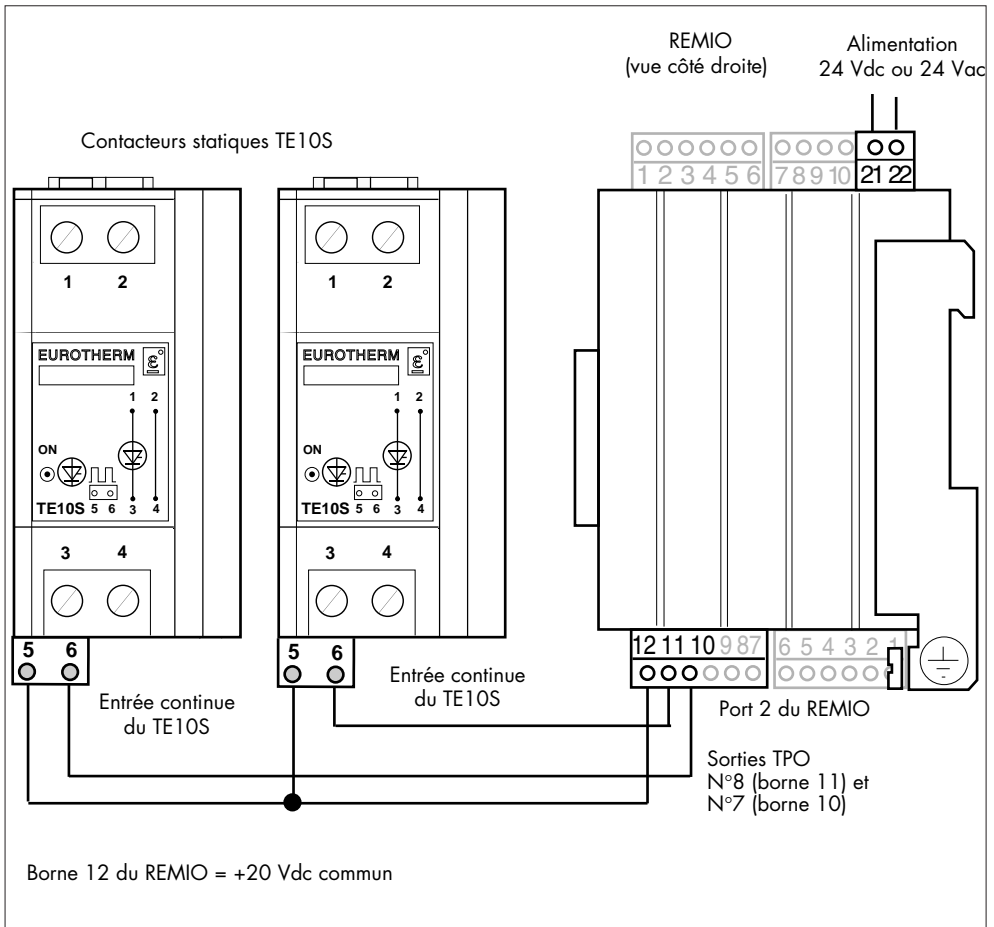 REMIO
(vue côté droite)
Alimentation
24 Vdc ou 24 Vac
Contacteurs statiques TE10S
1 2 3 4 5 6 7 8 9 10 21 22
1 2
1 2
EUROTHERM ε
EUROTHERM ε
1 2
1 2
ON
ON
TE10S 5 6 3 4
TE10S 5 6 3 4
3 4
3 4
5 6
5 6
12 11 10 9 8 7 6 5 4 3 2 1
Entrée continue
du TE10S
Entrée continue
du TE10S
Port 2 du REMIO
Sorties TPO
N°8 (borne 11) et
N°7 (borne 10)
Borne 12 du REMIO = +20 Vdc commun